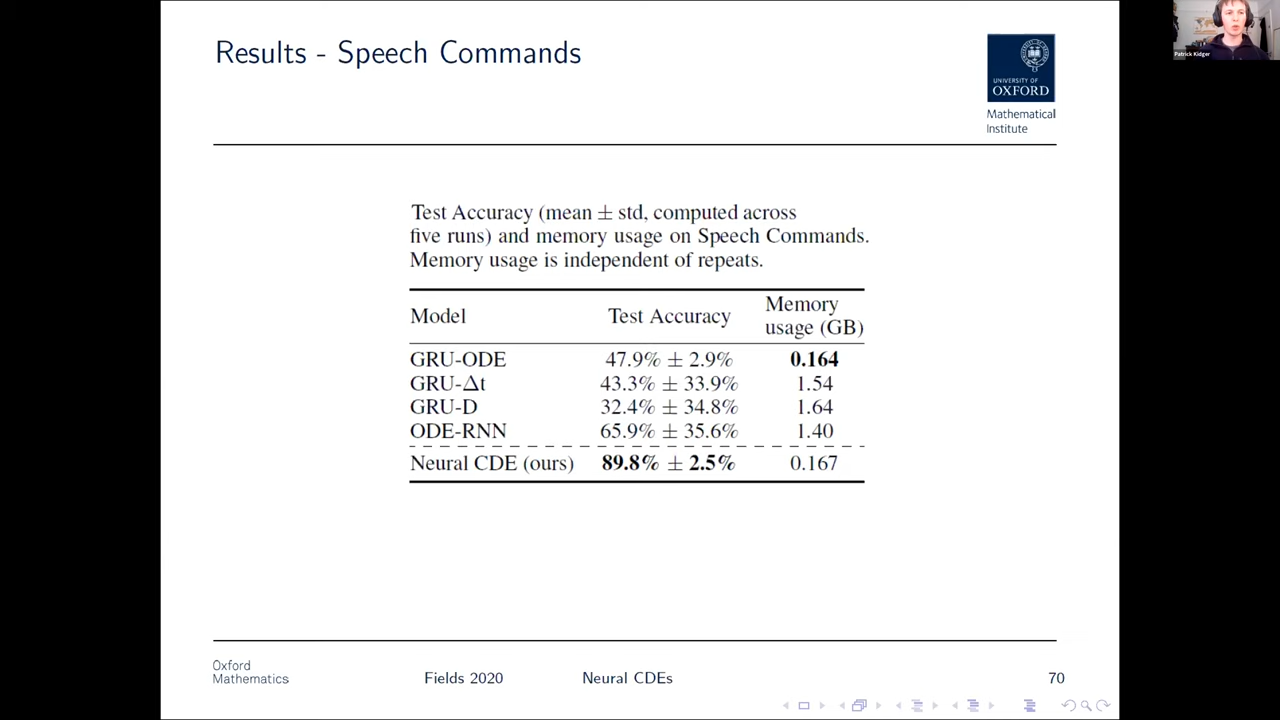 Results - Speech Commands
Patrick Kidger
UNIVERSITY OF
OXFORD
Mathematical
Institute
Test Accuracy (mean ± std, computed across
five runs) and memory usage on Speech Commands.
Memory usage is independent of repeats.
Model Test Accuracy Memory usage (GB)
GRU-ODE 47.9% ± 2.9% 0.164
GRU-Δt 43.3% ± 33.9% 1.54
GRU-D 32.4% ± 34.8% 1.64
ODE-RNN 65.9% ± 35.6% 1.40
Neural CDE (ours) 89.8% ± 2.5% 0.167
Oxford
Mathematics
Fields 2020 Neural CDEs 70